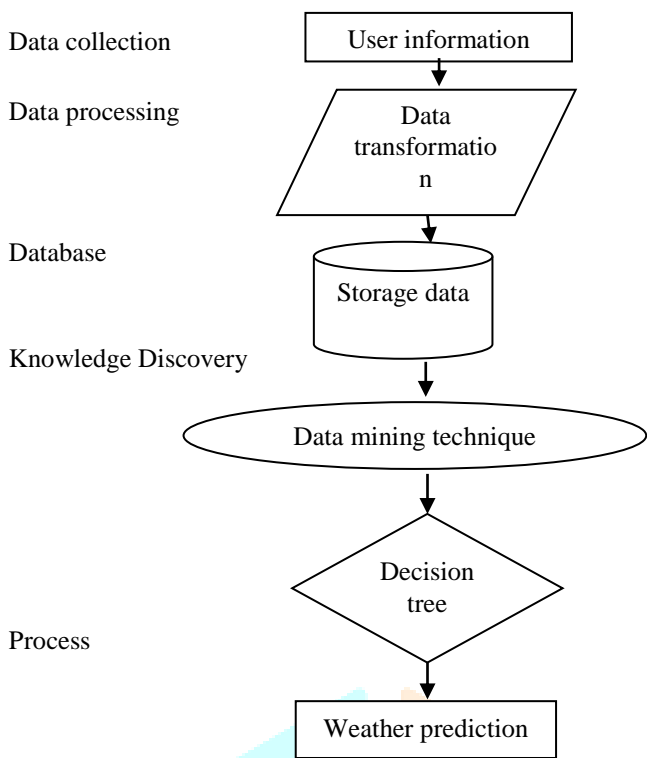 Data collection
User information
Data processing
Data
transformatio
n
Database
Storage data
Knowledge Discovery
Data mining technique
Decision
tree
Process
Weather prediction